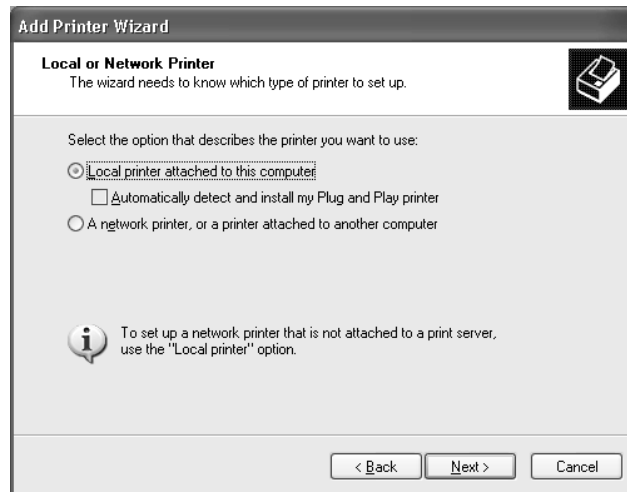 Add Printer Wizard
Local or Network Printer
The wizard needs to know which type of printer to set up.
Select the option that describes the printer you want to use:
Local printer attached to this computer
Automatically detect and install my Plug and Play printer
A network printer, or a printer attached to another computer
To set up a network printer that is not attached to a print server,
use the "Local printer" option.
< Back Next > Cancel